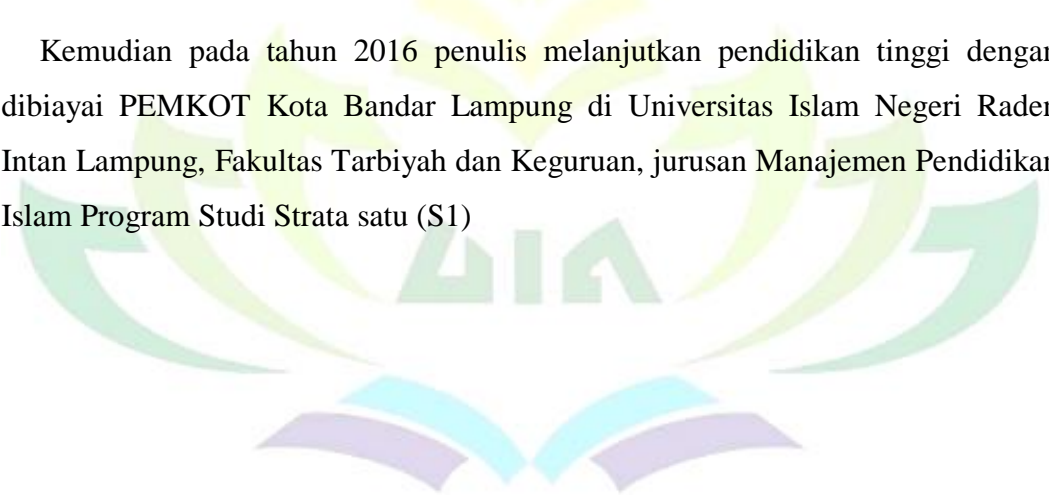 Kemudian pada tahun 2016 penulis melanjutkan pendidikan tinggi dengan
dibiayai PEMKOT Kota Bandar Lampung di Universitas Islam Negeri Raden
Intan Lampung, Fakultas Tarbiyah dan Keguruan, jurusan Manajemen Pendidikan
Islam Program Studi Strata satu (S1)
UIN